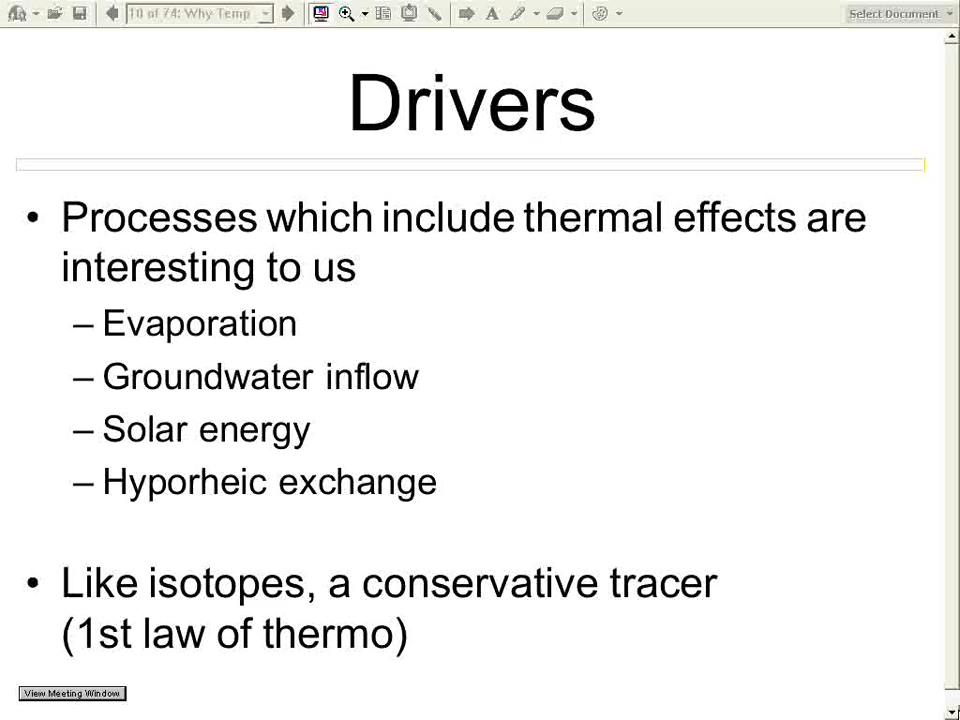 10 of 74: Why Temp
Select Document
Drivers
• Processes which include thermal effects are
interesting to us
– Evaporation
– Groundwater inflow
– Solar energy
– Hyporheic exchange
• Like isotopes, a conservative tracer
(1st law of thermo)
View Meeting Window